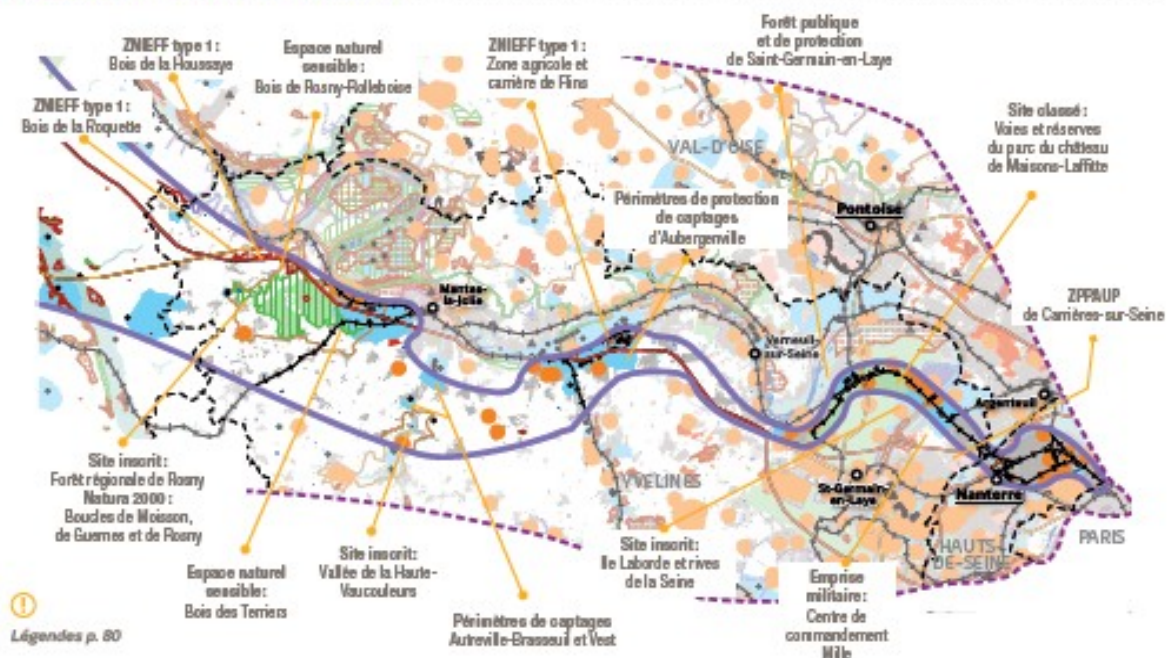 ZNIEFF type 1 :
Bois de la Houssaye
Espace naturel
sensible :
Bois de Rosny-Rolleboise
ZNIEFF type 1 :
Zone agricole et
carrière de Flins
Forêt publique
et de protection
de Saint-Germain-en-Laye
ZNIEFF type 1 :
Bois de la Roquette
Site classé :
Voies et réserves
du parc du château
de Maisons-Laffitte
VAL-D'OISE
Périmètres de protection
de captages
d'Aubergenville
Pontoise
Mantes-
la-Jolie
ZPPAUP
de Carrières-sur-Seine
Verneuil-
sur-Seine
Argenteuil
Site inscrit :
Forêt régionale de Rosny
Natura 2000 :
Boucles de Moisson,
de Guernes et de Rosny
YVELINES
St-Germain-
en-Laye
Nanterre
PARIS
HAUTS-
DE-SEINE
Espace naturel
sensible :
Bois des Terriers
Site inscrit :
Vallée de la Haute-
Vaucouleurs
Site inscrit :
Ile Laborde et rives
de la Seine
Périmètres de captages
Autreville-Brasseuil et Vest
Emprise
militaire :
Centre de
commandement
Mille
Légendes p. 80